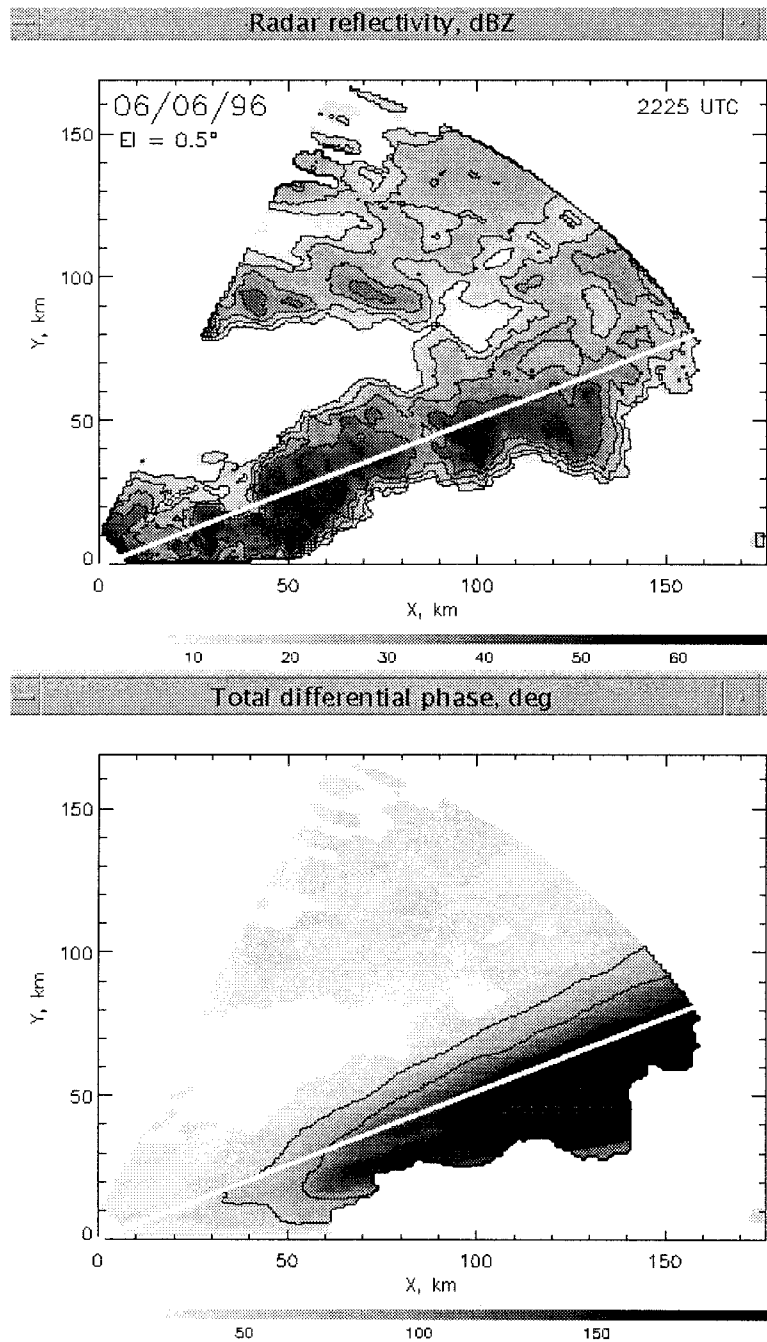 Radar reflectivity, dBZ
06/06/96 2225 UTC
El = 0.5°
150
100
Y, km
50
0
0 50 100 150
X, km
10 20 30 40 50 60
Total differential phase, deg
150
100
Y, km
50
0
0 50 100 150
X, km
50 100 150